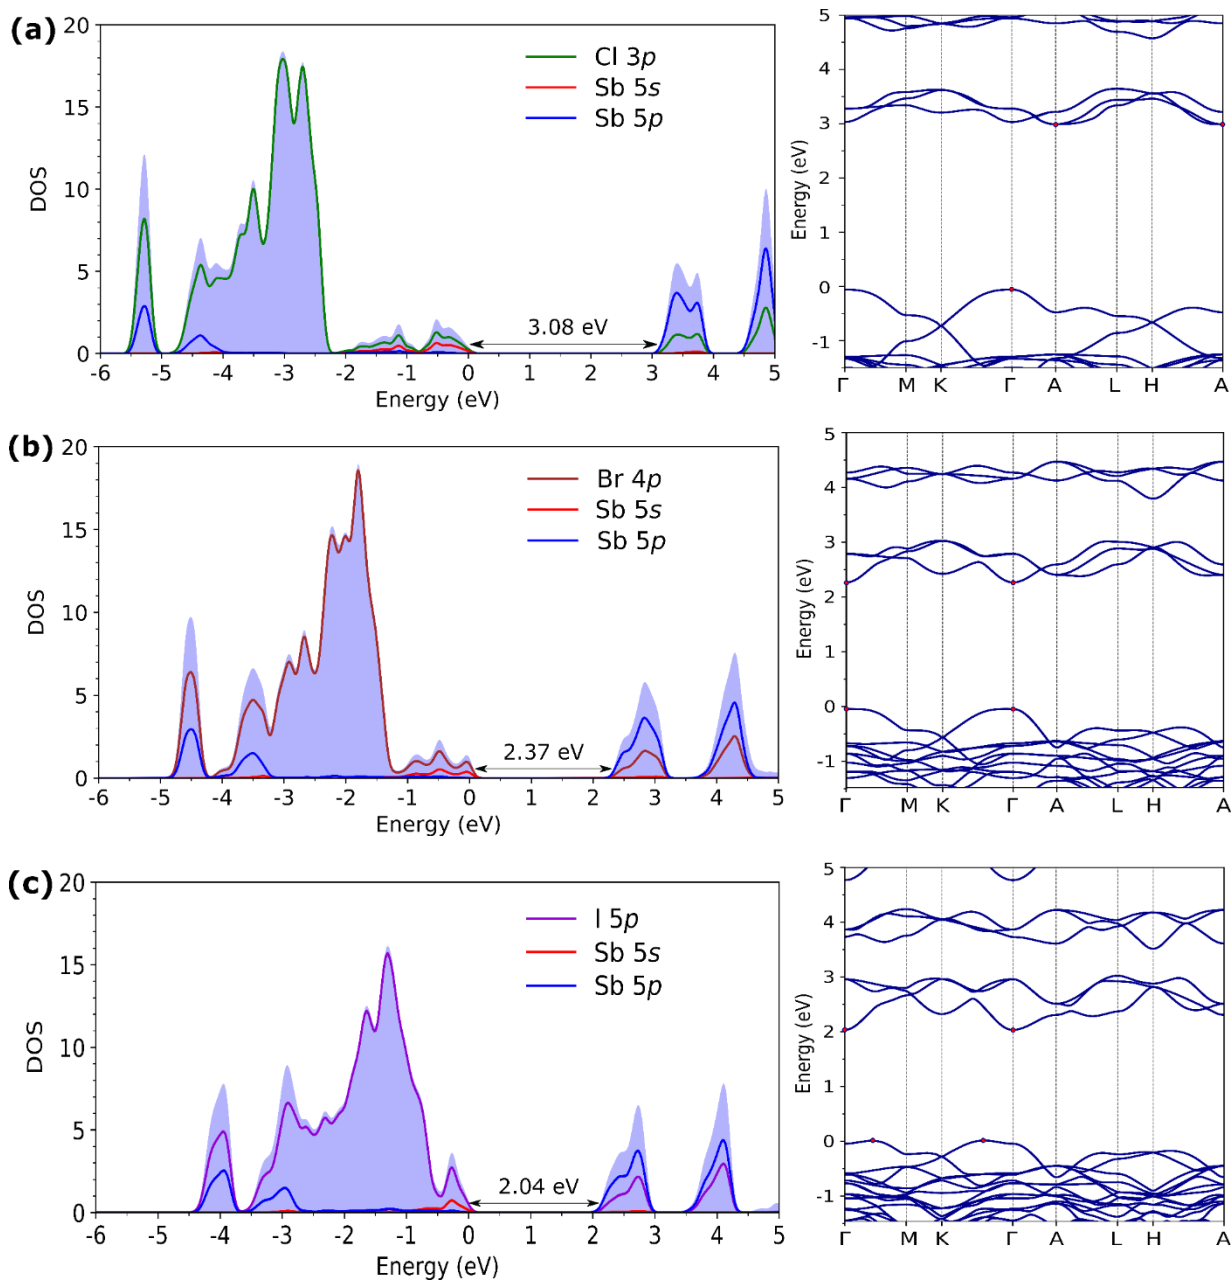 (a)
20
15
10
5
0
DOS
Cl 3p
Sb 5s
Sb 5p
3.08 eV
-6 -5 -4 -3 -2 -1 0 1 2 3 4 5
Energy (eV)
5
4
3
2
1
0
-1
Energy (eV)
Γ M K Γ A L H A
(b)
20
15
10
5
0
DOS
Br 4p
Sb 5s
Sb 5p
2.37 eV
-6 -5 -4 -3 -2 -1 0 1 2 3 4 5
Energy (eV)
5
4
3
2
1
0
-1
Energy (eV)
Γ M K Γ A L H A
(c)
20
15
10
5
0
DOS
I 5p
Sb 5s
Sb 5p
2.04 eV
-6 -5 -4 -3 -2 -1 0 1 2 3 4 5
Energy (eV)
5
4
3
2
1
0
-1
Energy (eV)
Γ M K Γ A L H A